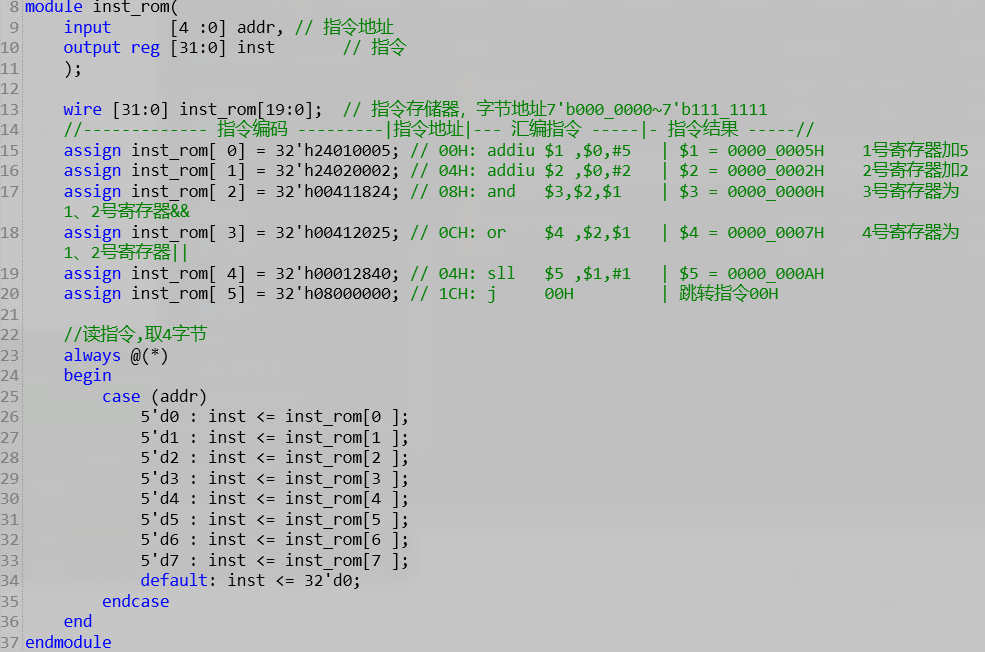 8 module inst_rom(
9     input      [4 :0] addr, // 指令地址
10     output reg [31:0] inst       // 指令
11     );
12
13     wire [31:0] inst_rom[19:0];  // 指令存储器，字节地址7'b000_0000~7'b111_1111
14     //------------- 指令编码 ---------|指令地址|--- 汇编指令 -----|- 指令结果 -----//
15     assign inst_rom[ 0] = 32'h24010005; // 00H: addiu $1 ,$0,#5   | $1 = 0000_0005H    1号寄存器加5
16     assign inst_rom[ 1] = 32'h24020002; // 04H: addiu $2 ,$0,#2   | $2 = 0000_0002H    2号寄存器加2
17     assign inst_rom[ 2] = 32'h00411824; // 08H: and   $3,$2,$1    | $3 = 0000_0000H    3号寄存器为
1、2号寄存器&&
18     assign inst_rom[ 3] = 32'h00412025; // 0CH: or    $4 ,$2,$1   | $4 = 0000_0007H    4号寄存器为
1、2号寄存器||
19     assign inst_rom[ 4] = 32'h00012840; // 04H: sll   $5 ,$1,#1   | $5 = 0000_000AH
20     assign inst_rom[ 5] = 32'h08000000; // 1CH: j     00H         | 跳转指令00H
21
22     //读指令,取4字节
23     always @(*)
24     begin
25         case (addr)
26             5'd0 : inst <= inst_rom[0 ];
27             5'd1 : inst <= inst_rom[1 ];
28             5'd2 : inst <= inst_rom[2 ];
29             5'd3 : inst <= inst_rom[3 ];
30             5'd4 : inst <= inst_rom[4 ];
31             5'd5 : inst <= inst_rom[5 ];
32             5'd6 : inst <= inst_rom[6 ];
33             5'd7 : inst <= inst_rom[7 ];
34             default: inst <= 32'd0;
35         endcase
36     end
37 endmodule